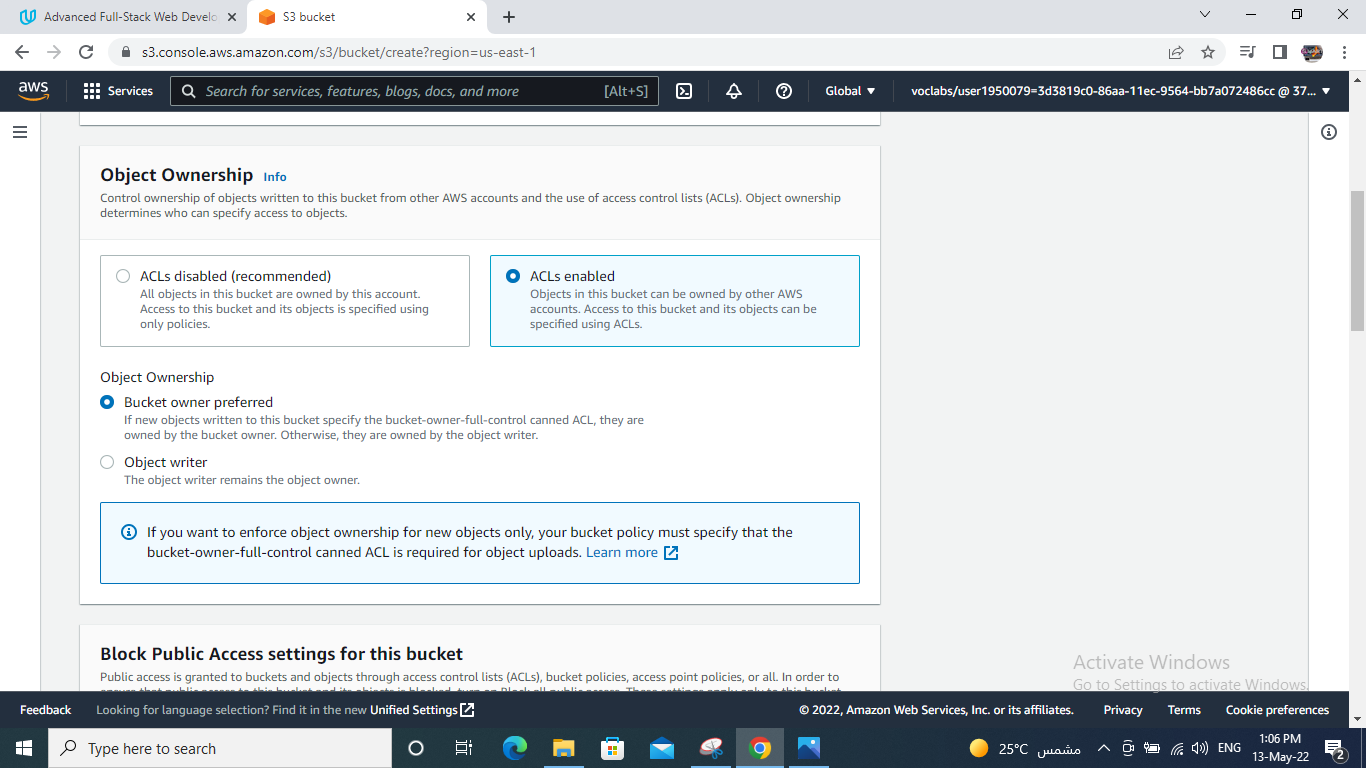 Advanced Full-Stack Web Develo
S3 bucket
s3.console.aws.amazon.com/s3/bucket/create?region=us-east-1
aws
Services
Search for services, features, blogs, docs, and more
[Alt+S]
Global
voclabs/user1950079=3d3819c0-86aa-11ec-9564-bb7a072486cc @ 37...
Object Ownership Info
Control ownership of objects written to this bucket from other AWS accounts and the use of access control lists (ACLs). Object ownership
determines who can specify access to objects.
ACLs disabled (recommended)
All objects in this bucket are owned by this account.
Access to this bucket and its objects is specified using
only policies.
ACLs enabled
Objects in this bucket can be owned by other AWS
accounts. Access to this bucket and its objects can be
specified using ACLs.
Object Ownership
Bucket owner preferred
If new objects written to this bucket specify the bucket-owner-full-control canned ACL, they are
owned by the bucket owner. Otherwise, they are owned by the object writer.
Object writer
The object writer remains the object owner.
If you want to enforce object ownership for new objects only, your bucket policy must specify that the
bucket-owner-full-control canned ACL is required for object uploads. Learn more
Block Public Access settings for this bucket
Public access is granted to buckets and objects through access control lists (ACLs), bucket policies, access point policies, or all. In order to
Activate Windows
Go to Settings to activate Windows.
Feedback
Looking for language selection? Find it in the new Unified Settings
© 2022, Amazon Web Services, Inc. or its affiliates.
Privacy
Terms
Cookie preferences
Type here to search
25°C مشمس
ENG
1:06 PM
13-May-22
2